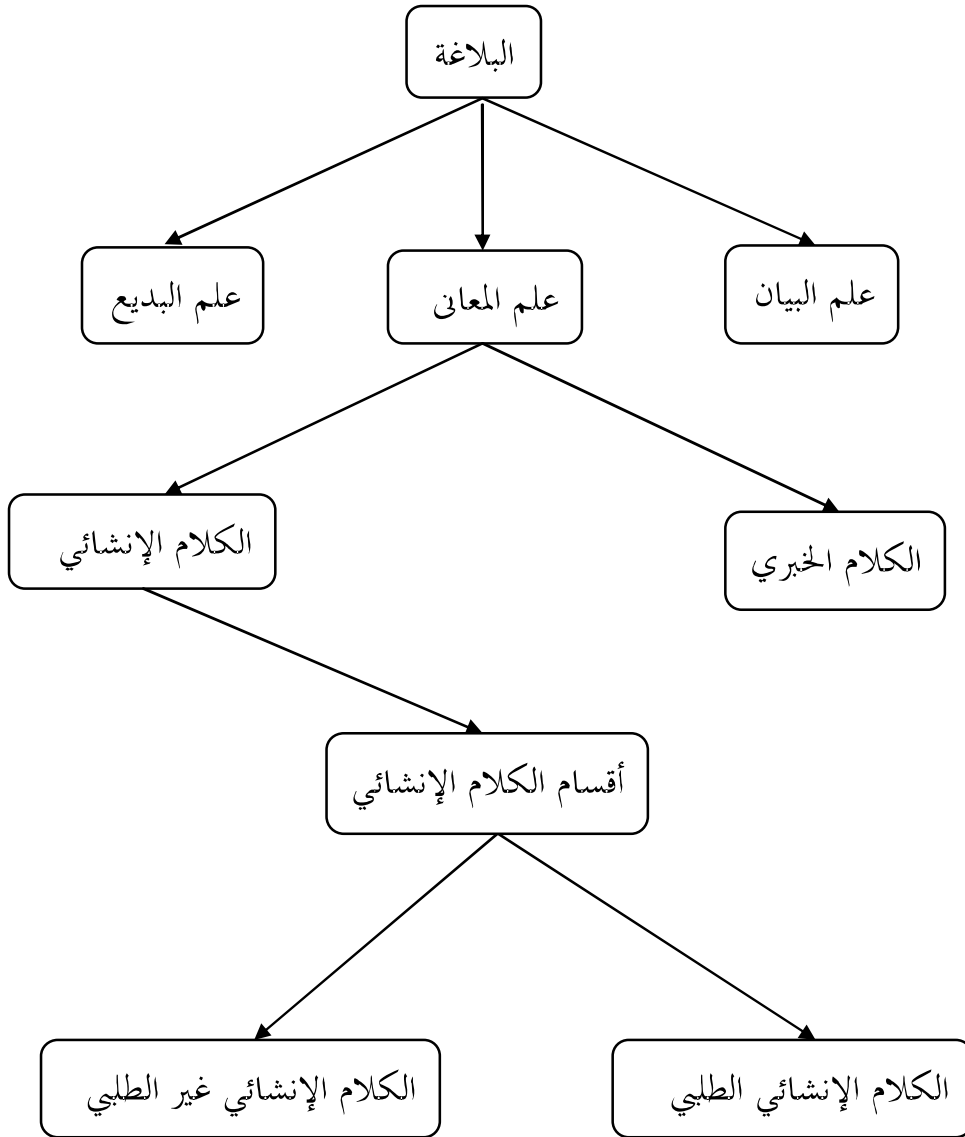 البلاغة
علم البيان
علم المعانى
علم البديع
الكلام الخبري
الكلام الإنشائي
أقسام الكلام الإنشائي
الكلام الإنشائي الطلبي
الكلام الإنشائي غير الطلبي